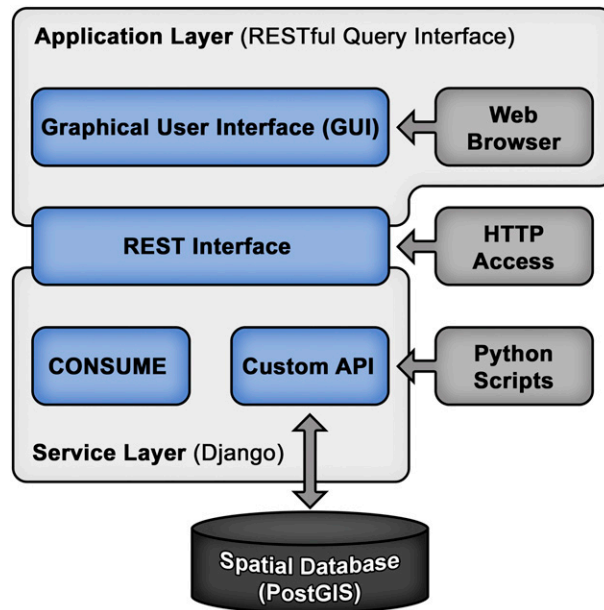 Application Layer (RESTful Query Interface)
Graphical User Interface (GUI)
Web
Browser
REST Interface
HTTP
Access
CONSUME
Custom API
Python
Scripts
Service Layer (Django)
Spatial Database
(PostGIS)